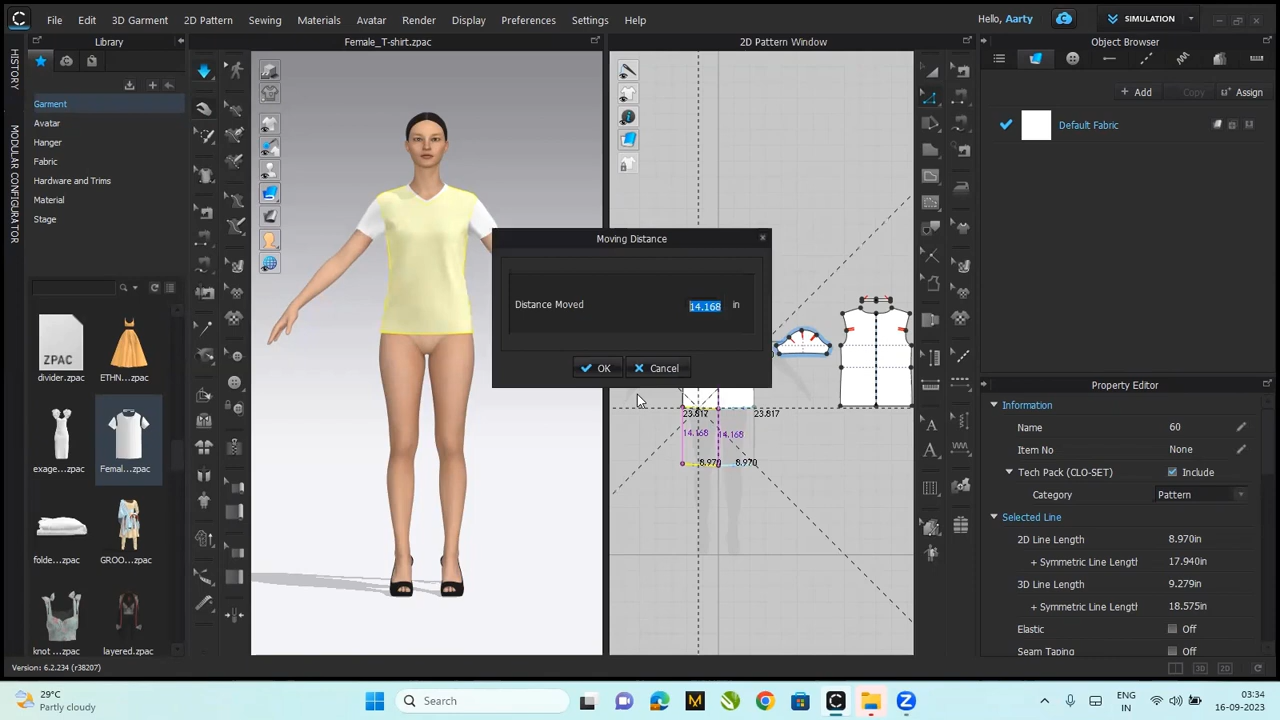 File Edit 3D Garment 2D Pattern Sewing Materials Avatar Render Display Preferences Settings Help Hello, Aarty SIMULATION
Library Female_T-shirt.zpac 2D Pattern Window Object Browser
HISTORY
MODULAR CONFIGURATOR
Garment
Avatar
Hanger
Fabric
Hardware and Trims
Material
Stage
ZPAC
divider.zpac ETHN... .zpac
exage...zpac Femal...zpac
folde...zpac GROO...zpac
knot ...zpac layered.zpac
Moving Distance
Distance Moved 14.168 in
OK Cancel
23.817 23.817
14.168 14.168
8.970 8.970
+ Add Copy Assign
Default Fabric
Property Editor
Information
Name 60
Item No None
Tech Pack (CLO-SET) Include
Category Pattern
Selected Line
2D Line Length 8.970in
+ Symmetric Line Length 17.940in
3D Line Length 9.279in
+ Symmetric Line Length 18.575in
Elastic Off
Seam Taping Off
Version: 6.2.234 (r38207)
3D 2D
29°C
Partly cloudy
Search
ENG
IN
03:34
16-09-2023